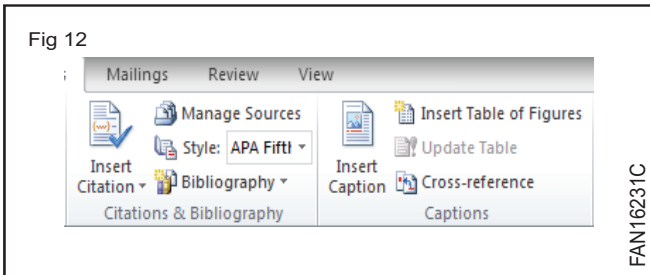 Fig 12
s Mailings Review View
Insert Citation
Manage Sources
Style: APA Fifth
Bibliography
Citations & Bibliography
Insert Caption
Insert Table of Figures
Update Table
Cross-reference
Captions
FAN16231C